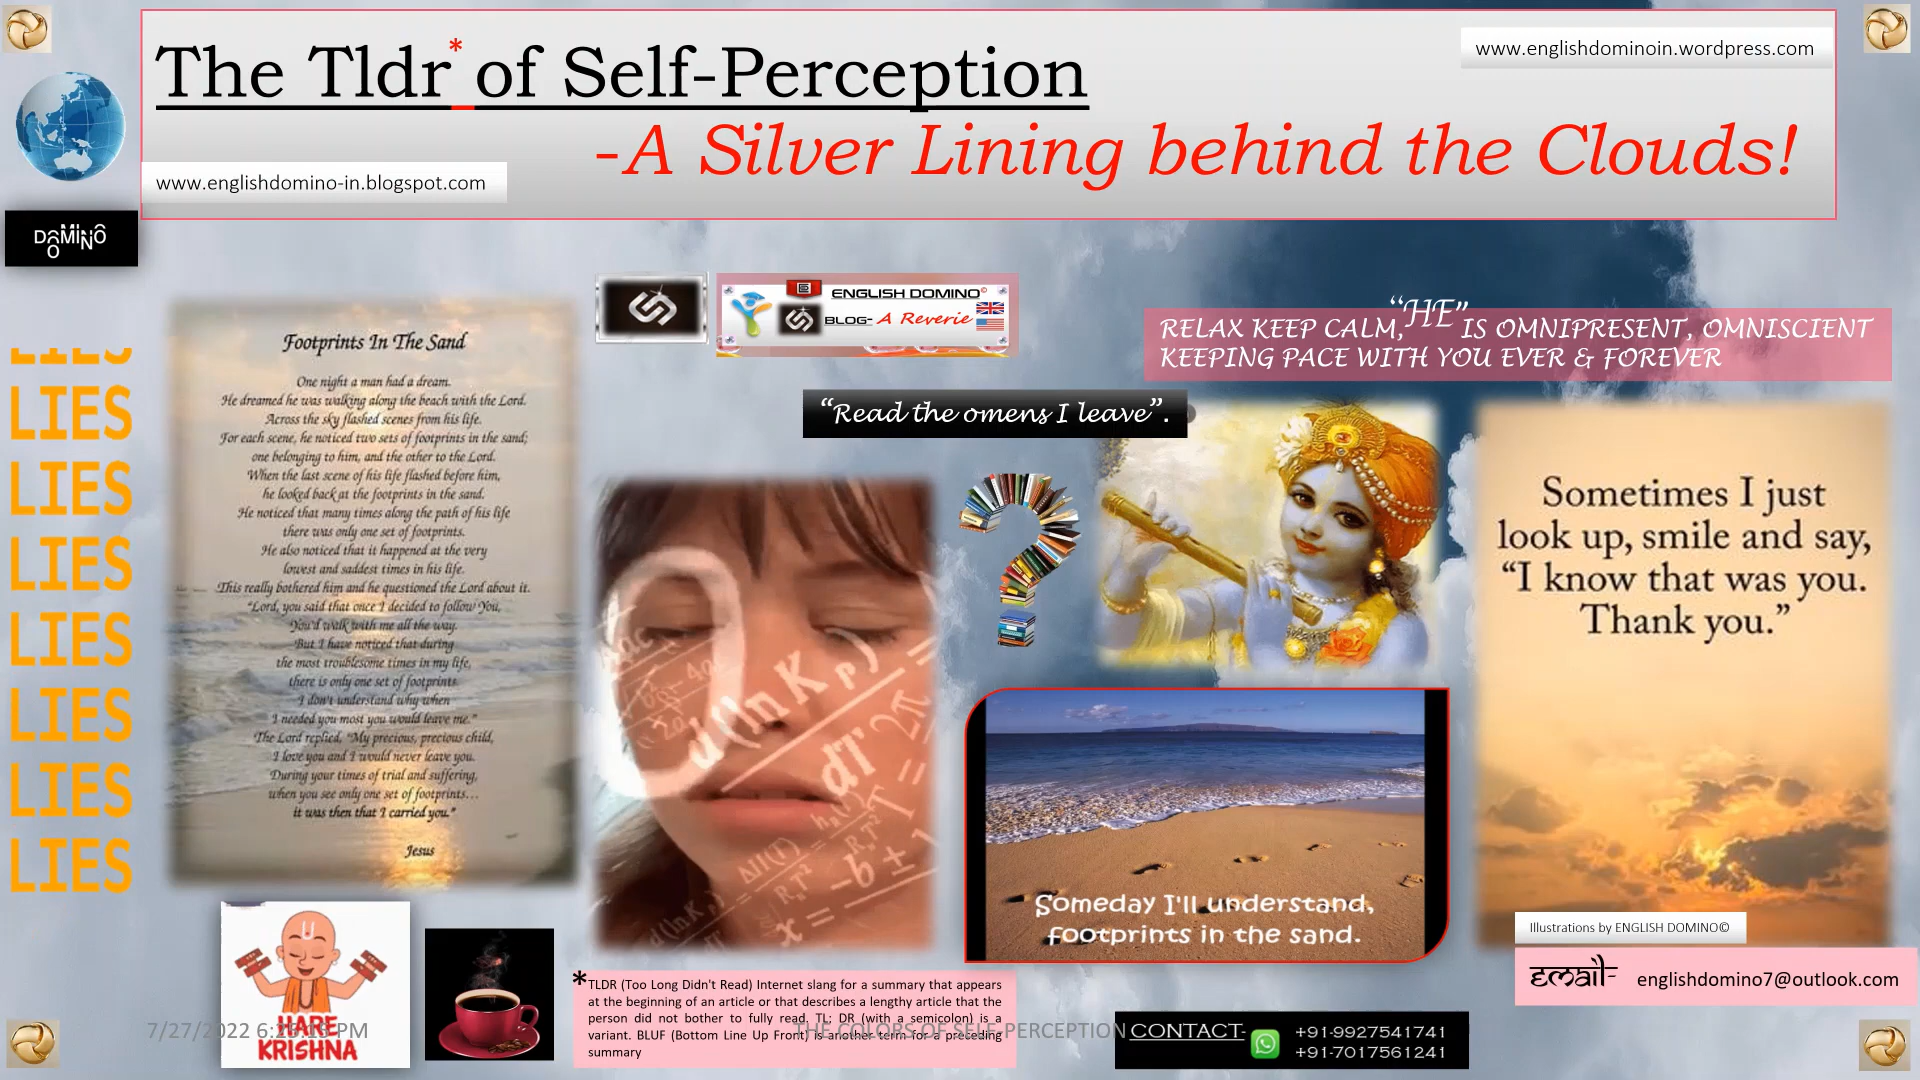 The Tldr* of Self-Perception
-A Silver Lining behind the Clouds!
www.englishdominoin.wordpress.com
www.englishdomino-in.blogspot.com
DOMINO
LIES
LIES
LIES
LIES
LIES
LIES
LIES
LIES
Footprints In The Sand
One night a man had a dream.
He dreamed he was walking along the beach with the Lord.
Across the sky flashed scenes from his life.
For each scene, he noticed two sets of footprints in the sand;
one belonging to him, and the other to the Lord.
When the last scene of his life flashed before him,
he looked back at the footprints in the sand.
He noticed that many times along the path of his life
there was only one set of footprints.
He also noticed that it happened at the very
lowest and saddest times in his life.
This really bothered him and he questioned the Lord about it.
"Lord, you said that once I decided to follow You,
You'd walk with me all the way.
But I have noticed that during
the most troublesome times in my life,
there is only one set of footprints.
I don't understand why when
I needed you most you would leave me."
The Lord replied, "My precious, precious child,
I love you and I would never leave you.
During your times of trial and suffering,
when you see only one set of footprints...
it was then that I carried you."
Jesus
ENGLISH DOMINO©
BLOG- A Reverie
RELAX KEEP CALM, “HE” IS OMNIPRESENT, OMNISCIENT
KEEPING PACE WITH YOU EVER & FOREVER
“Read the omens I leave”.
d(ln Kp)
dT
ΔH(T)
RT²
x = -b ±
Someday I'll understand,
footprints in the sand.
Sometimes I just
look up, smile and say,
“I know that was you.
Thank you.”
Illustrations by ENGLISH DOMINO©
Email- englishdomino7@outlook.com
HARE
KRISHNA
*TLDR (Too Long Didn't Read) Internet slang for a summary that appears
at the beginning of an article or that describes a lengthy article that the
person did not bother to fully read. TL; DR (with a semicolon) is a
variant. BLUF (Bottom Line Up Front) is another term for a preceding
summary
THE COLORS OF SELF-PERCEPTION
CONTACT- +91-9927541741
+91-7017561241